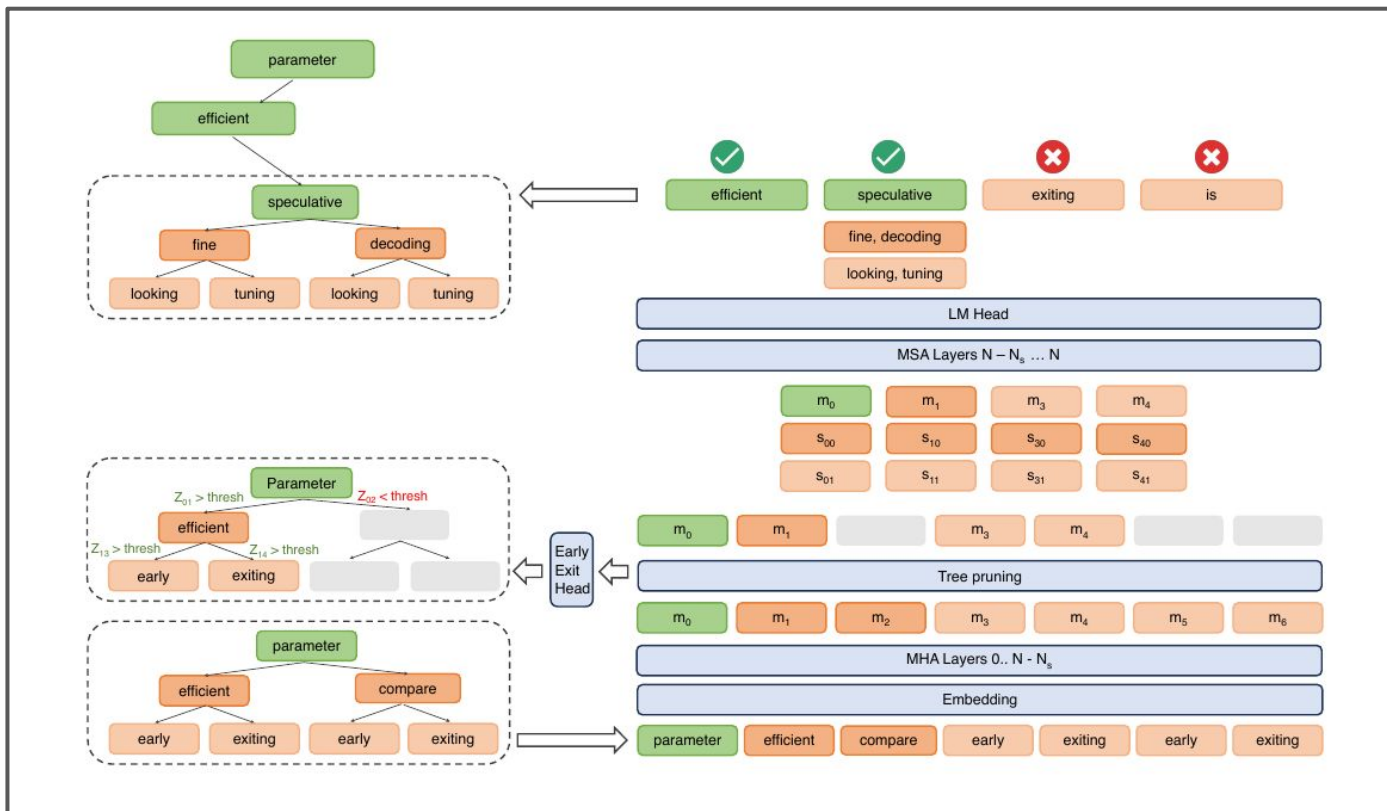 parameter
efficient
speculative
fine decoding
looking tuning looking tuning
efficient speculative exiting is
fine, decoding
looking, tuning
LM Head
MSA Layers N – Nₛ … N
m₀ m₁ m₃ m₄
s₀₀ s₁₀ s₃₀ s₄₀
s₀₁ s₁₁ s₃₁ s₄₁
Parameter
Z₀₁ > thresh Z₀₂ < thresh
efficient
Z₁₃ > thresh Z₁₄ > thresh
early exiting
Early
Exit
Head
m₀ m₁ m₃ m₄
Tree pruning
m₀ m₁ m₂ m₃ m₄ m₅ m₆
MHA Layers 0.. N - Nₛ
Embedding
parameter
efficient compare
early exiting early exiting
parameter efficient compare early exiting early exiting